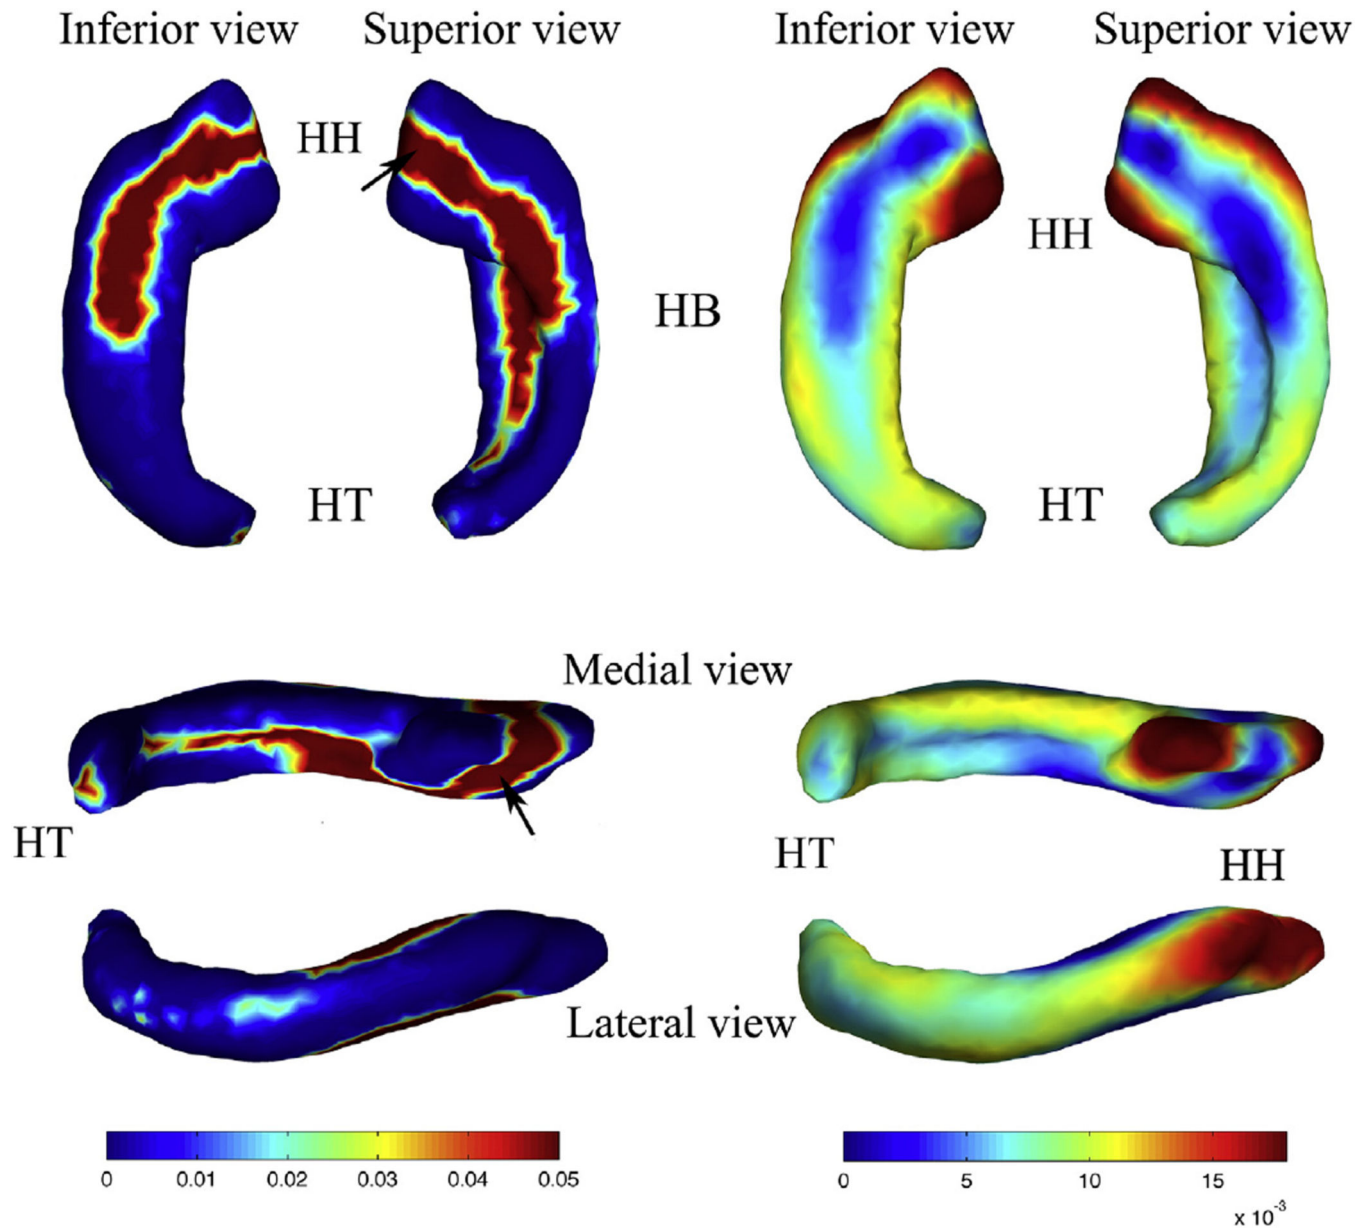 Inferior view Superior view Inferior view Superior view
HH
HH
HB
HT HT
Medial view
HT HT HH
Lateral view
0 0.01 0.02 0.03 0.04 0.05 0 5 10 15
x 10⁻³